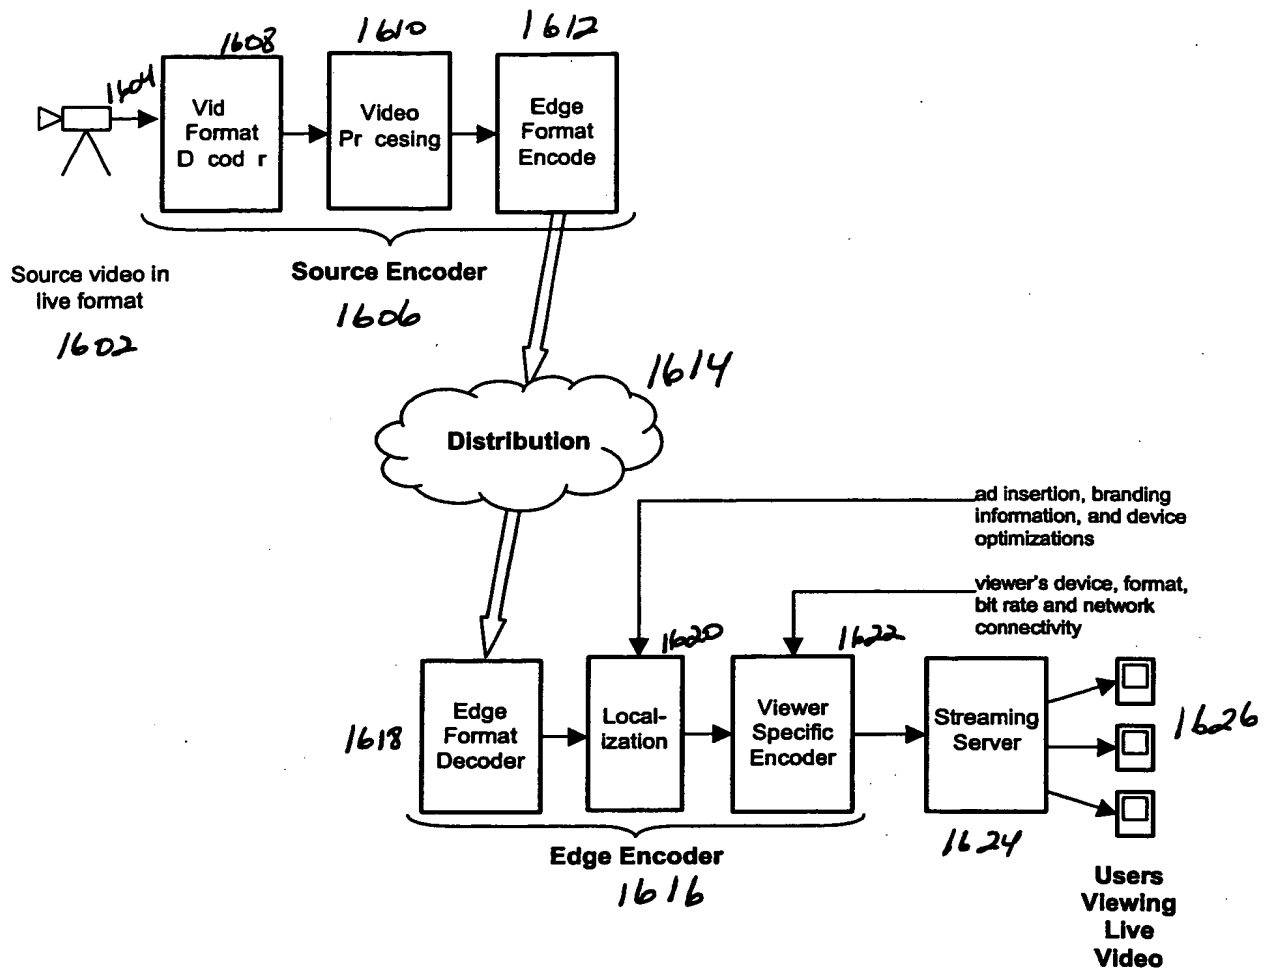 1604
1608
1610
1612
Vid
Format
D cod r
Video
Pr cesing
Edge
Format
Encode
Source video in
live format
1602
Source Encoder
1606
1614
Distribution
ad insertion, branding
information, and device
optimizations
viewer's device, format,
bit rate and network
connectivity
1618
Edge
Format
Decoder
1620
Local-
ization
1622
Viewer
Specific
Encoder
Streaming
Server
1624
1626
Edge Encoder
1616
Users
Viewing
Live
Video